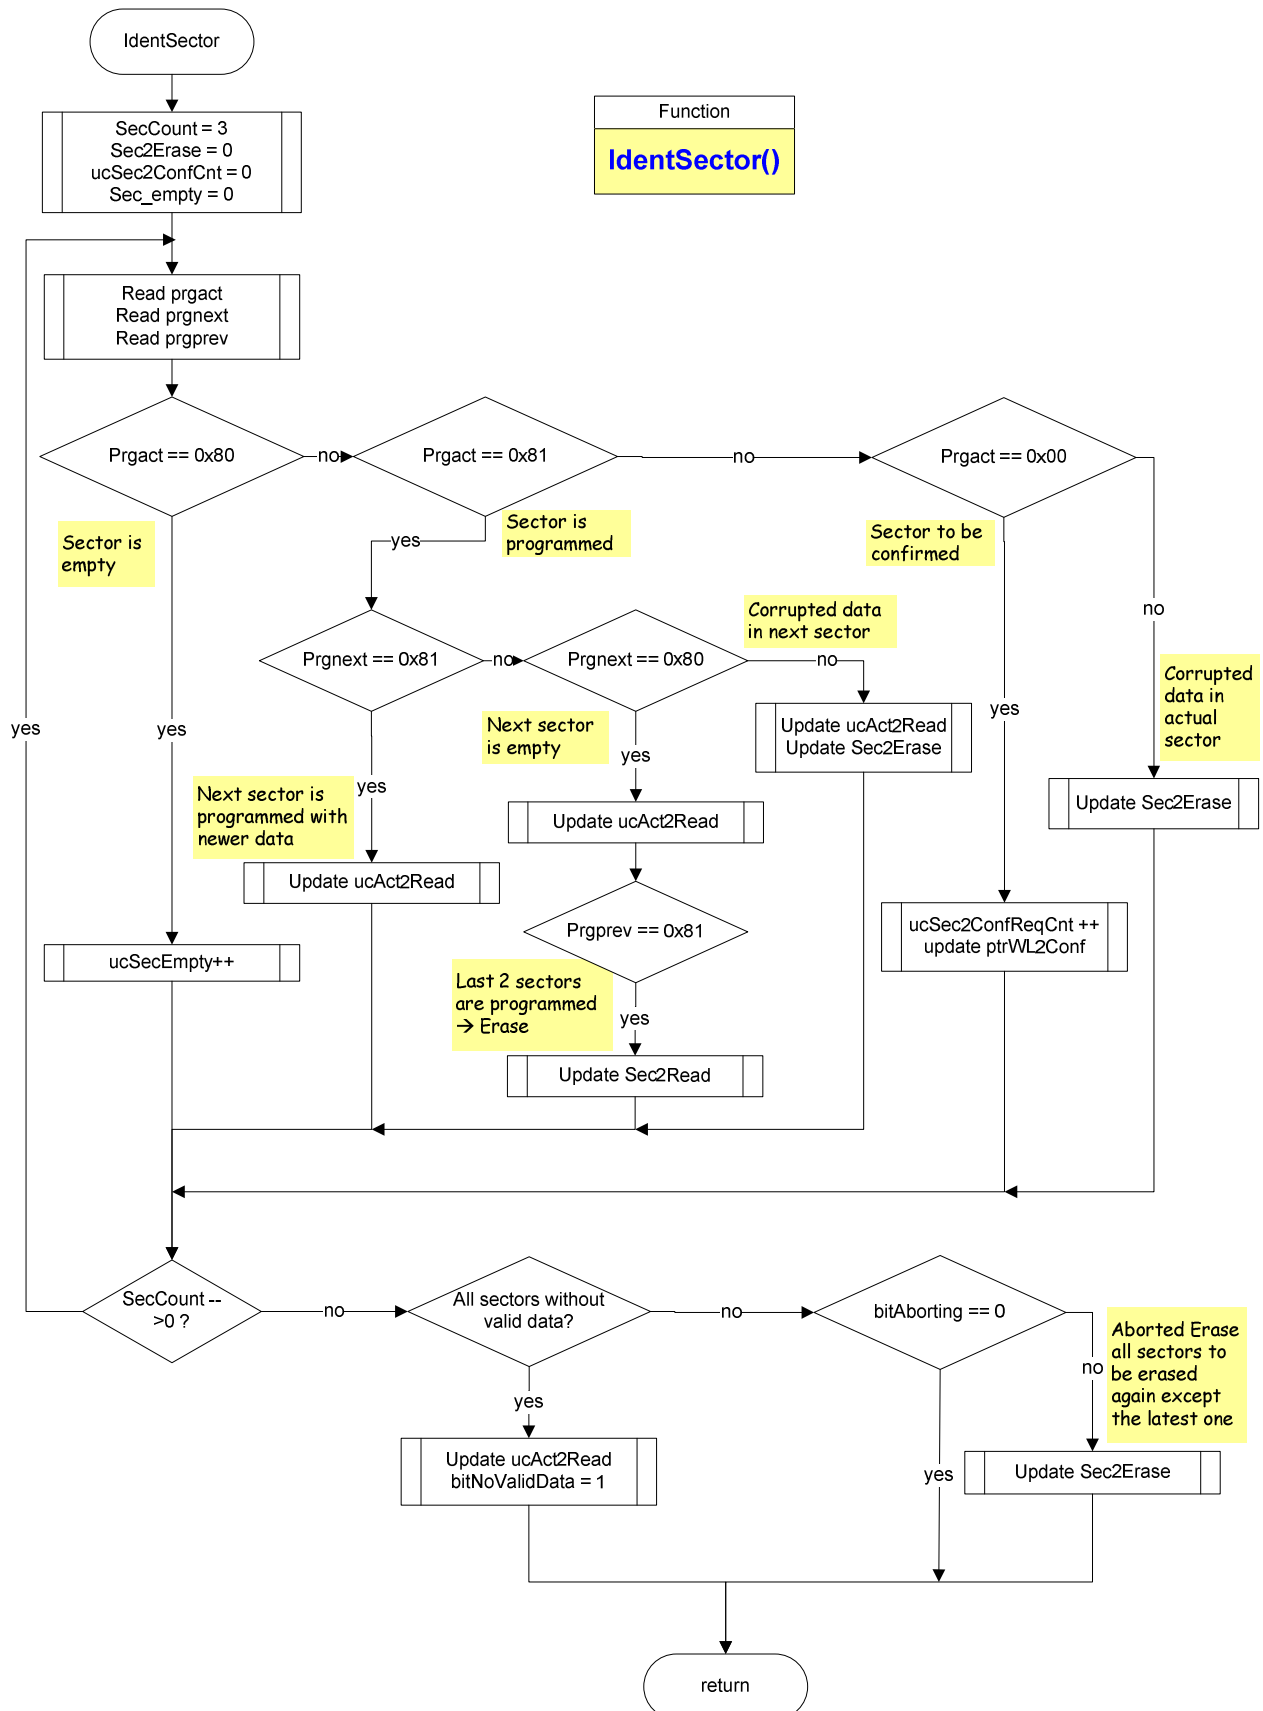 IdentSector
Function
IdentSector()
SecCount = 3
Sec2Erase = 0
ucSec2ConfCnt = 0
Sec_empty = 0
Read prgact
Read prgnext
Read prgprev
Prgact == 0x80
no
Prgact == 0x81
no
Prgact == 0x00
Sector is
empty
yes
Sector is
programmed
Sector to be
confirmed
no
Prgnext == 0x81
no
Prgnext == 0x80
Corrupted data
in next sector
no
Corrupted
data in
actual
sector
yes
yes
yes
Next sector
is empty
yes
Update ucAct2Read
Update Sec2Erase
yes
Next sector is
programmed with
newer data
yes
Update ucAct2Read
Update Sec2Erase
Update ucAct2Read
Prgprev == 0x81
ucSec2ConfReqCnt ++
update ptrWL2Conf
ucSecEmpty++
Last 2 sectors
are programmed
→ Erase
yes
Update Sec2Read
SecCount --
>0 ?
no
All sectors without
valid data?
no
bitAborting == 0
no
Aborted Erase
all sectors to
be erased
again except
the latest one
yes
Update ucAct2Read
bitNoValidData = 1
yes
Update Sec2Erase
return